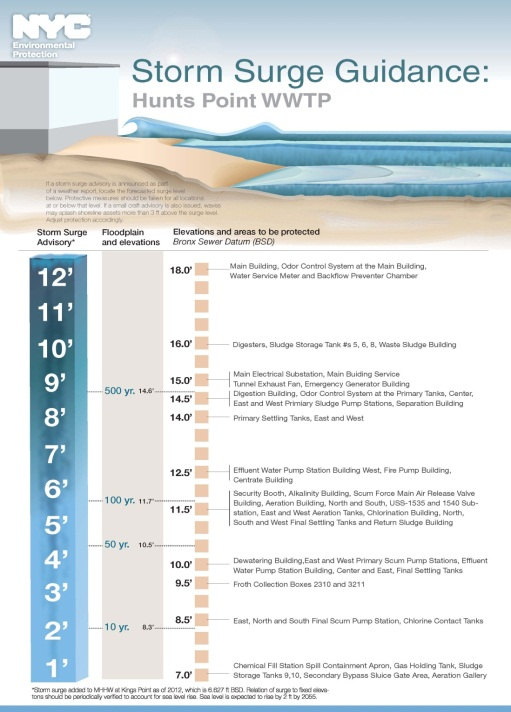 NYC
Environmental
Protection
Storm Surge Guidance:
Hunts Point WWTP
If a storm surge advisory is announced as part
of a weather report, locate the forecasted surge level
below. Protective measures should be taken for all locations
at or below that level. If a small craft advisory is also issued, waves
may splash shoreline assets more than 3 ft above the surge level.
Adjust protection accordingly.
Storm Surge
Advisory*
Floodplain
and elevations
Elevations and areas to be protected
Bronx Sewer Datum (BSD)
12’
18.0’
Main Building, Odor Control System at the Main Building,
Water Service Meter and Backflow Preventer Chamber
11’
10’
16.0’
Digesters, Sludge Storage Tank #s 5, 6, 8, Waste Sludge Building
9’
15.0’
Main Electrical Substation, Main Buiding Service
Tunnel Exhaust Fan, Emergency Generator Building
500 yr. 14.6’
14.5’
Digestion Building, Odor Control System at the Primary Tanks, Center,
East and West Primiary Sludge Pump Stations, Separation Building
8’
14.0’
Primary Settling Tanks, East and West
7’
12.5’
Effluent Water Pump Station Building West, Fire Pump Building,
Centrate Building
6’
100 yr. 11.7’
11.5’
Security Booth, Alkalinity Building, Scum Force Main Air Release Valve
Building, Aeration Building, North and South, USS-1535 and 1540 Sub-
station, East and West Aeration Tanks, Chlorination Building, North,
South and West Final Settling Tanks and Return Sludge Building
5’
50 yr. 10.5’
4’
10.0’
Dewatering Building,East and West Primary Scum Pump Stations, Effluent
Water Pump Station Building, Center and East, Final Settling Tanks
3’
9.5’
Froth Collection Boxes 2310 and 3211
8.5’
East, North and South Final Scum Pump Station, Chlorine Contact Tanks
2’
10 yr. 8.3’
1’
7.0’
Chemical Fill Station Spill Containment Apron, Gas Holding Tank, Sludge
Storage Tanks 9,10, Secondary Bypass Sluice Gate Area, Aeration Gallery
*Storm surge added to MHHW at Kings Point as of 2012, which is 6.627 ft BSD. Relation of surge to fixed eleva-
tons should be periodically verified to account for sea level rise. Sea level is expected to rise by 2 ft by 2055.